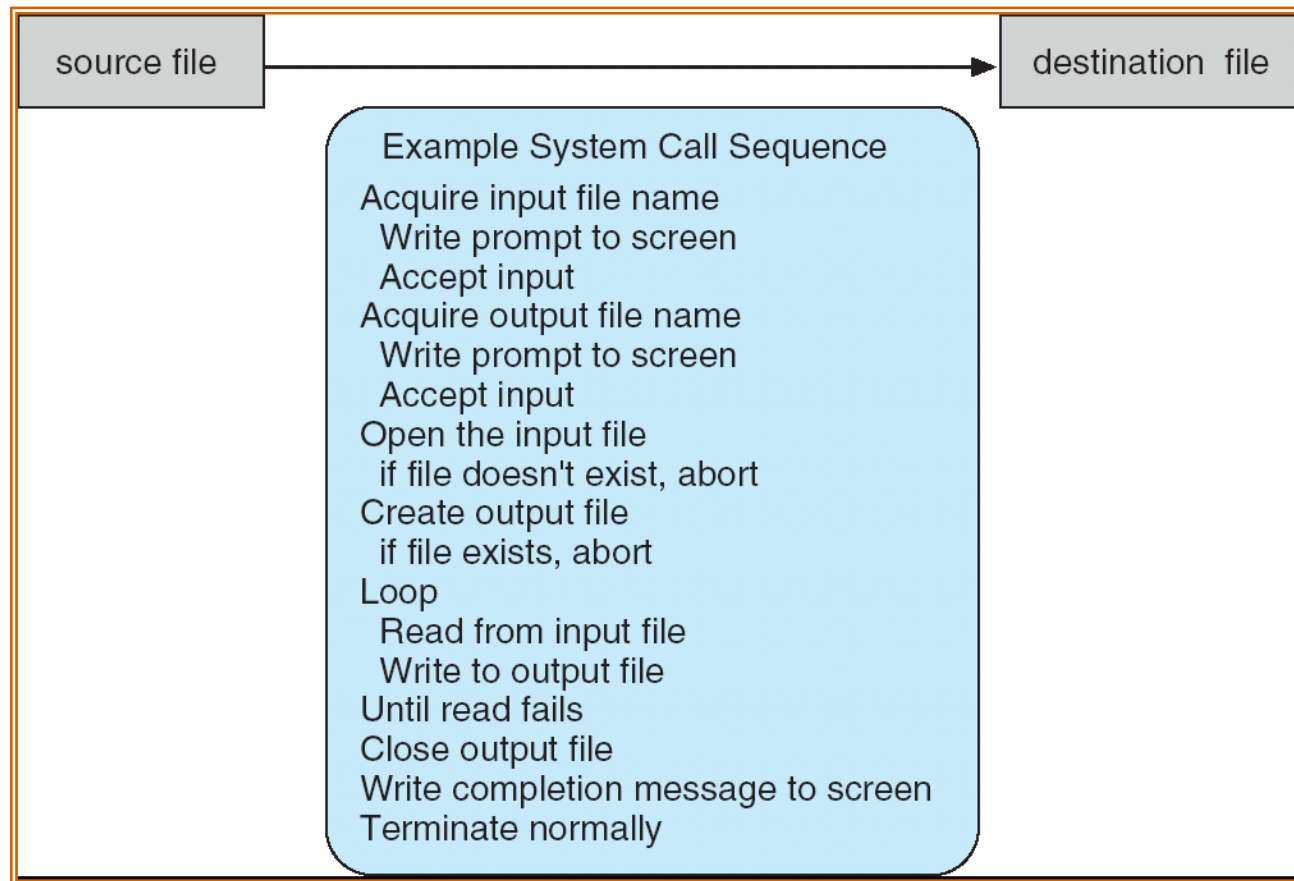 source file
destination file
Example System Call Sequence
Acquire input file name
Write prompt to screen
Accept input
Acquire output file name
Write prompt to screen
Accept input
Open the input file
if file doesn't exist, abort
Create output file
if file exists, abort
Loop
Read from input file
Write to output file
Until read fails
Close output file
Write completion message to screen
Terminate normally